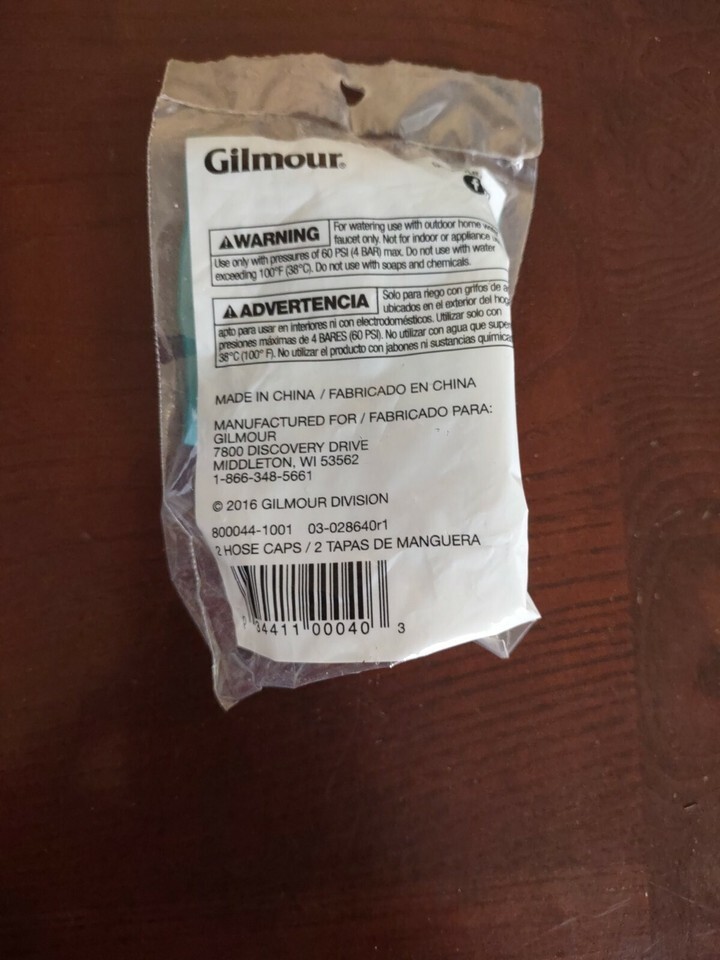 Gilmour®
f
⚠WARNING For watering use with outdoor home
faucet only. Not for indoor or appliance
Use only with pressures of 60 PSI (4 BAR) max. Do not use with water
exceeding 100°F (38°C). Do not use with soaps and chemicals.
⚠ADVERTENCIA Solo para riego con grifos de
ubicados en el exterior del
apto para usar en interiores ni con electrodomésticos. Utilizar solo con
presiones máximas de 4 BARES (60 PSI). No utilizar con agua que
38°C (100° F). No utilizar el producto con jabones ni sustancias
MADE IN CHINA / FABRICADO EN CHINA
MANUFACTURED FOR / FABRICADO PARA:
GILMOUR
7800 DISCOVERY DRIVE
MIDDLETON, WI 53562
1-866-348-5661
© 2016 GILMOUR DIVISION
800044-1001 03-028640r1
2 HOSE CAPS / 2 TAPAS DE MANGUERA
34411 00040 3